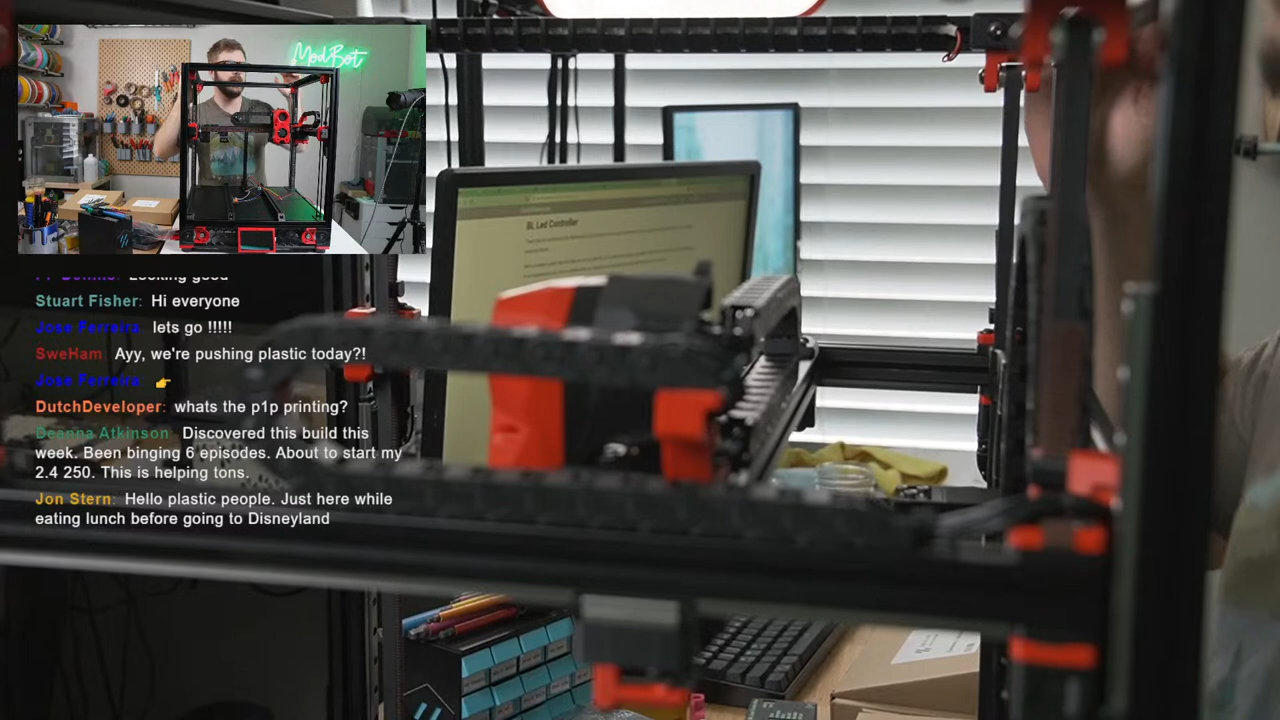 ModBot
BL Led Controller
Looking good
Stuart Fisher: Hi everyone
Jose Ferreira lets go !!!!!
SweHam Ayy, we're pushing plastic today?!
Jose Ferreira 👉
DutchDeveloper: whats the p1p printing?
Deanna Atkinson Discovered this build this
week. Been binging 6 episodes. About to start my
2.4 250. This is helping tons.
Jon Stern: Hello plastic people. Just here while
eating lunch before going to Disneyland